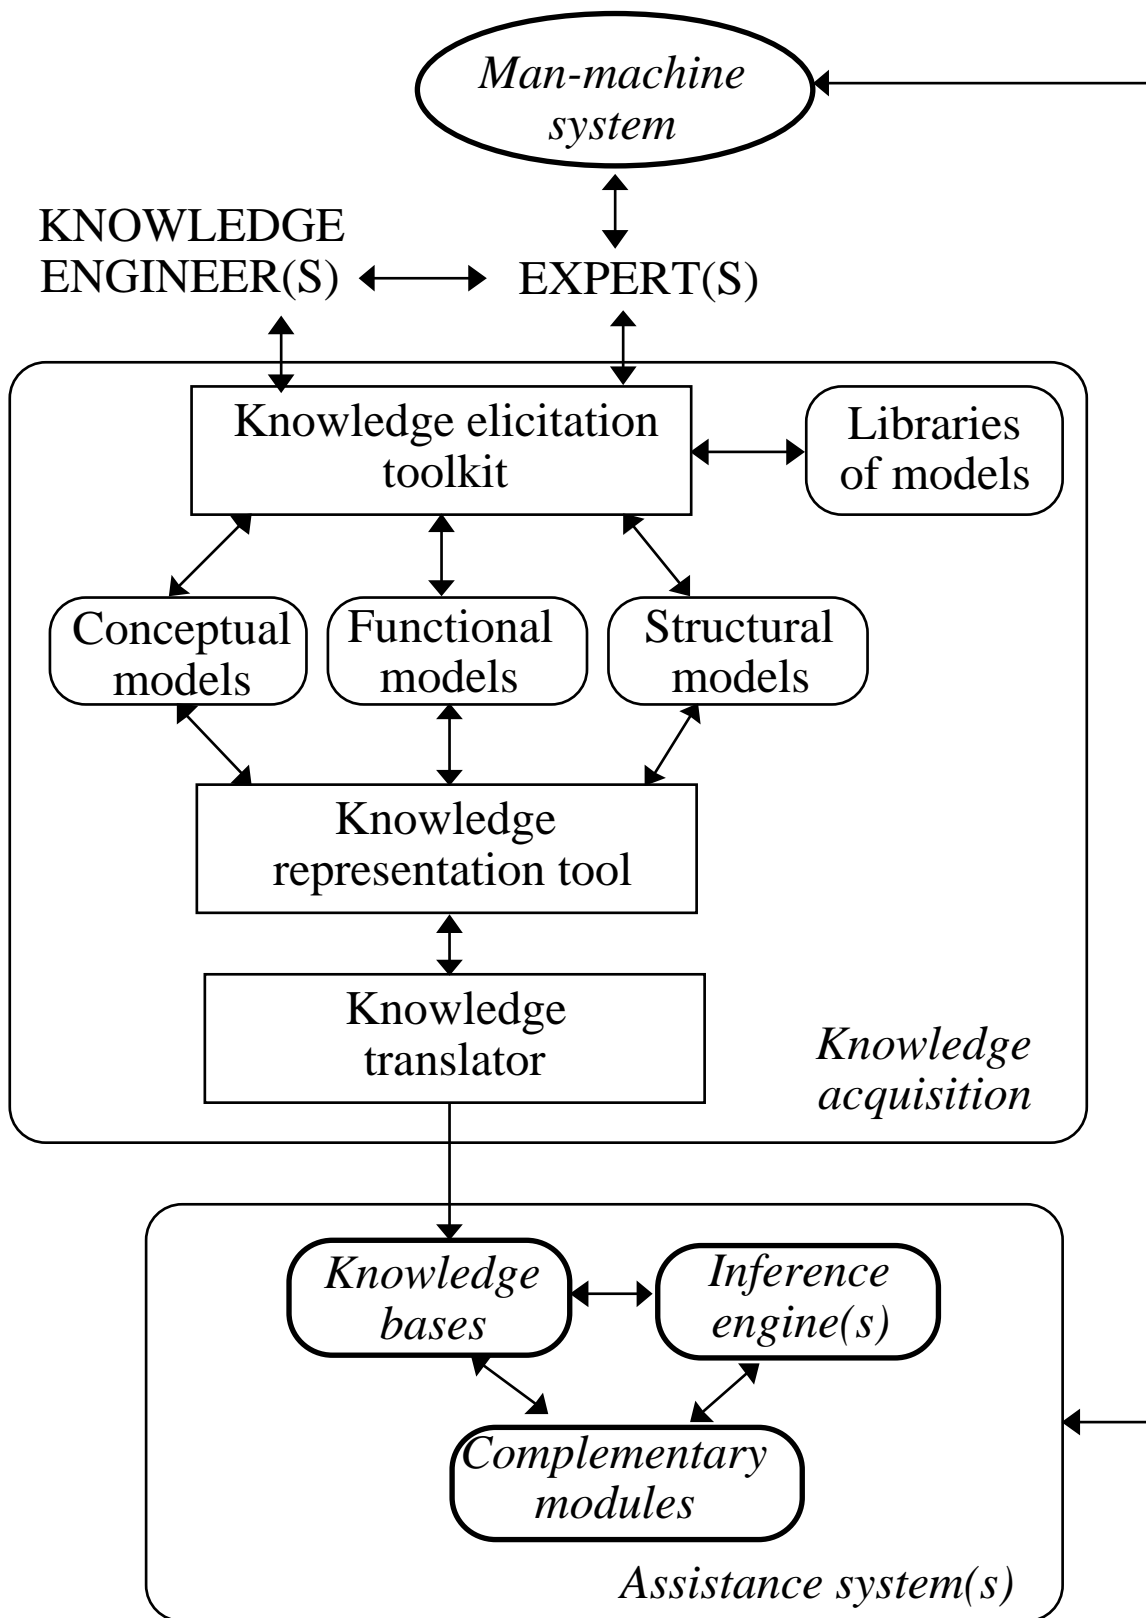 Man-machine
system
KNOWLEDGE
ENGINEER(S)
EXPERT(S)
Knowledge elicitation
toolkit
Libraries
of models
Conceptual
models
Functional
models
Structural
models
Knowledge
representation tool
Knowledge
translator
Knowledge
acquisition
Knowledge
bases
Inference
engine(s)
Complementary
modules
Assistance system(s)